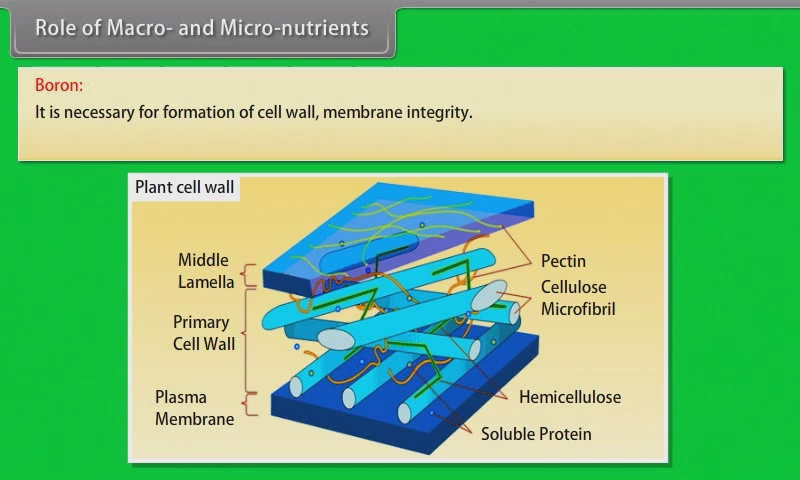 Role of Macro- and Micro-nutrients
Boron:
It is necessary for formation of cell wall, membrane integrity.
Plant cell wall
Middle
Lamella
Primary
Cell Wall
Plasma
Membrane
Pectin
Cellulose
Microfibril
Hemicellulose
Soluble Protein